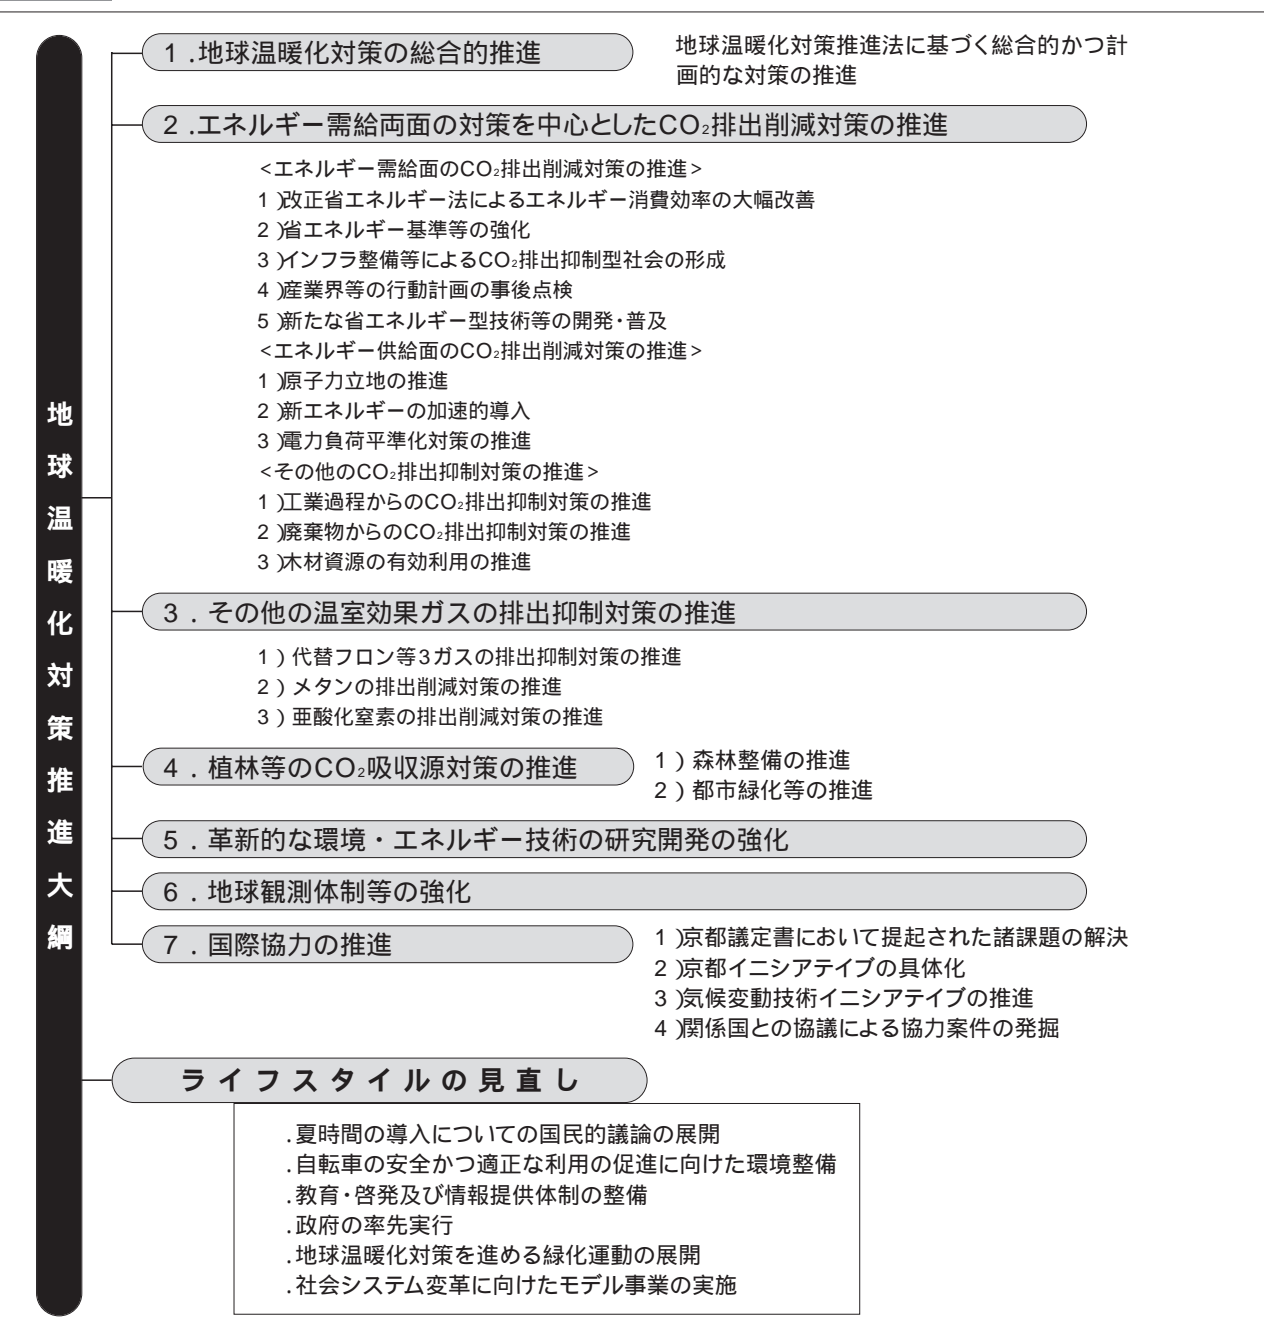 地球温暖化対策推進大綱
1.地球温暖化対策の総合的推進
地球温暖化対策推進法に基づく総合的かつ計
画的な対策の推進
2.エネルギー需給両面の対策を中心としたCO₂排出削減対策の推進
<エネルギー需給面のCO₂排出削減対策の推進>
1)改正省エネルギー法によるエネルギー消費効率の大幅改善
2)省エネルギー基準等の強化
3)インフラ整備等によるCO₂排出抑制型社会の形成
4)産業界等の行動計画の事後点検
5)新たな省エネルギー型技術等の開発・普及
<エネルギー供給面のCO₂排出削減対策の推進>
1)原子力立地の推進
2)新エネルギーの加速的導入
3)電力負荷平準化対策の推進
<その他のCO₂排出抑制対策の推進>
1)工業過程からのCO₂排出抑制対策の推進
2)廃棄物からのCO₂排出抑制対策の推進
3)木材資源の有効利用の推進
3.その他の温室効果ガスの排出抑制対策の推進
1)代替フロン等3ガスの排出抑制対策の推進
2)メタンの排出削減対策の推進
3)亜酸化窒素の排出削減対策の推進
4.植林等のCO₂吸収源対策の推進
1)森林整備の推進
2)都市緑化等の推進
5.革新的な環境・エネルギー技術の研究開発の強化
6.地球観測体制等の強化
7.国際協力の推進
1)京都議定書において提起された諸課題の解決
2)京都イニシアテイブの具体化
3)気候変動技術イニシアテイブの推進
4)関係国との協議による協力案件の発掘
ライフスタイルの見直し
.夏時間の導入についての国民的議論の展開
.自転車の安全かつ適正な利用の促進に向けた環境整備
.教育・啓発及び情報提供体制の整備
.政府の率先実行
.地球温暖化対策を進める緑化運動の展開
.社会システム変革に向けたモデル事業の実施